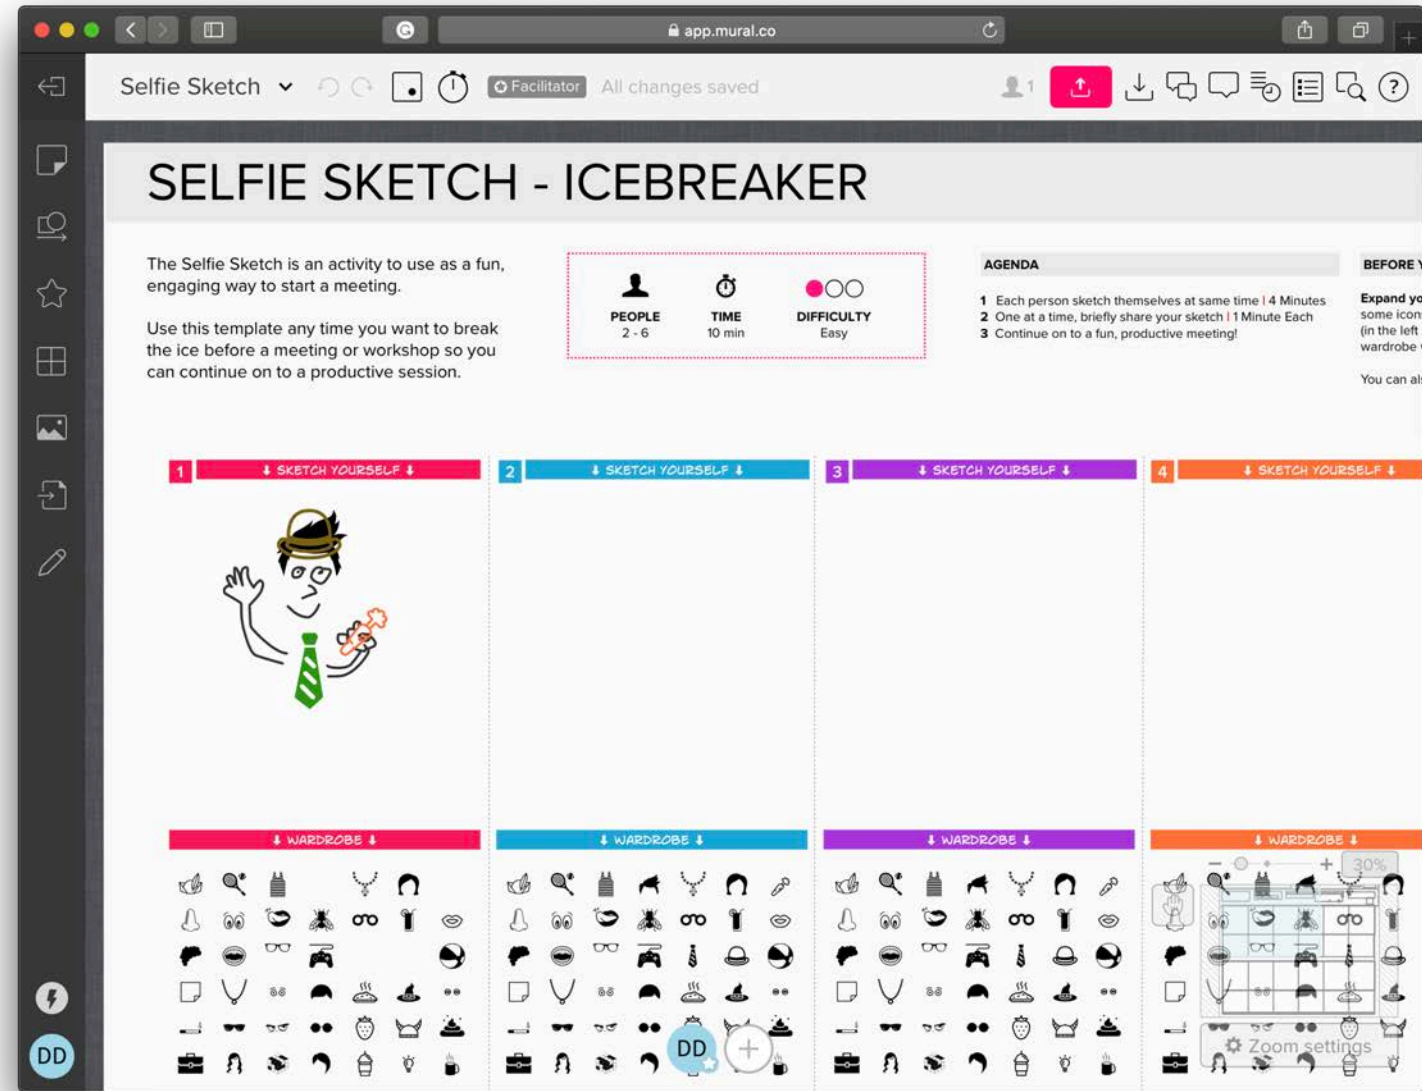 app.mural.co
Selfie Sketch
Facilitator
All changes saved
1
?
SELFIE SKETCH - ICEBREAKER
The Selfie Sketch is an activity to use as a fun,
engaging way to start a meeting.
Use this template any time you want to break
the ice before a meeting or workshop so you
can continue on to a productive session.
PEOPLE
2 - 6
TIME
10 min
DIFFICULTY
Easy
AGENDA
1 Each person sketch themselves at same time | 4 Minutes
2 One at a time, briefly share your sketch | 1 Minute Each
3 Continue on to a fun, productive meeting!
BEFORE Y
Expand yo
some icon
(in the left
wardrobe
You can al
1 ⬇ SKETCH YOURSELF ⬇
2 ⬇ SKETCH YOURSELF ⬇
3 ⬇ SKETCH YOURSELF ⬇
4 ⬇ SKETCH YOURSELF ⬇
⬇ WARDROBE ⬇
⬇ WARDROBE ⬇
⬇ WARDROBE ⬇
⬇ WARDROBE ⬇
30%
Zoom settings
DD
DD